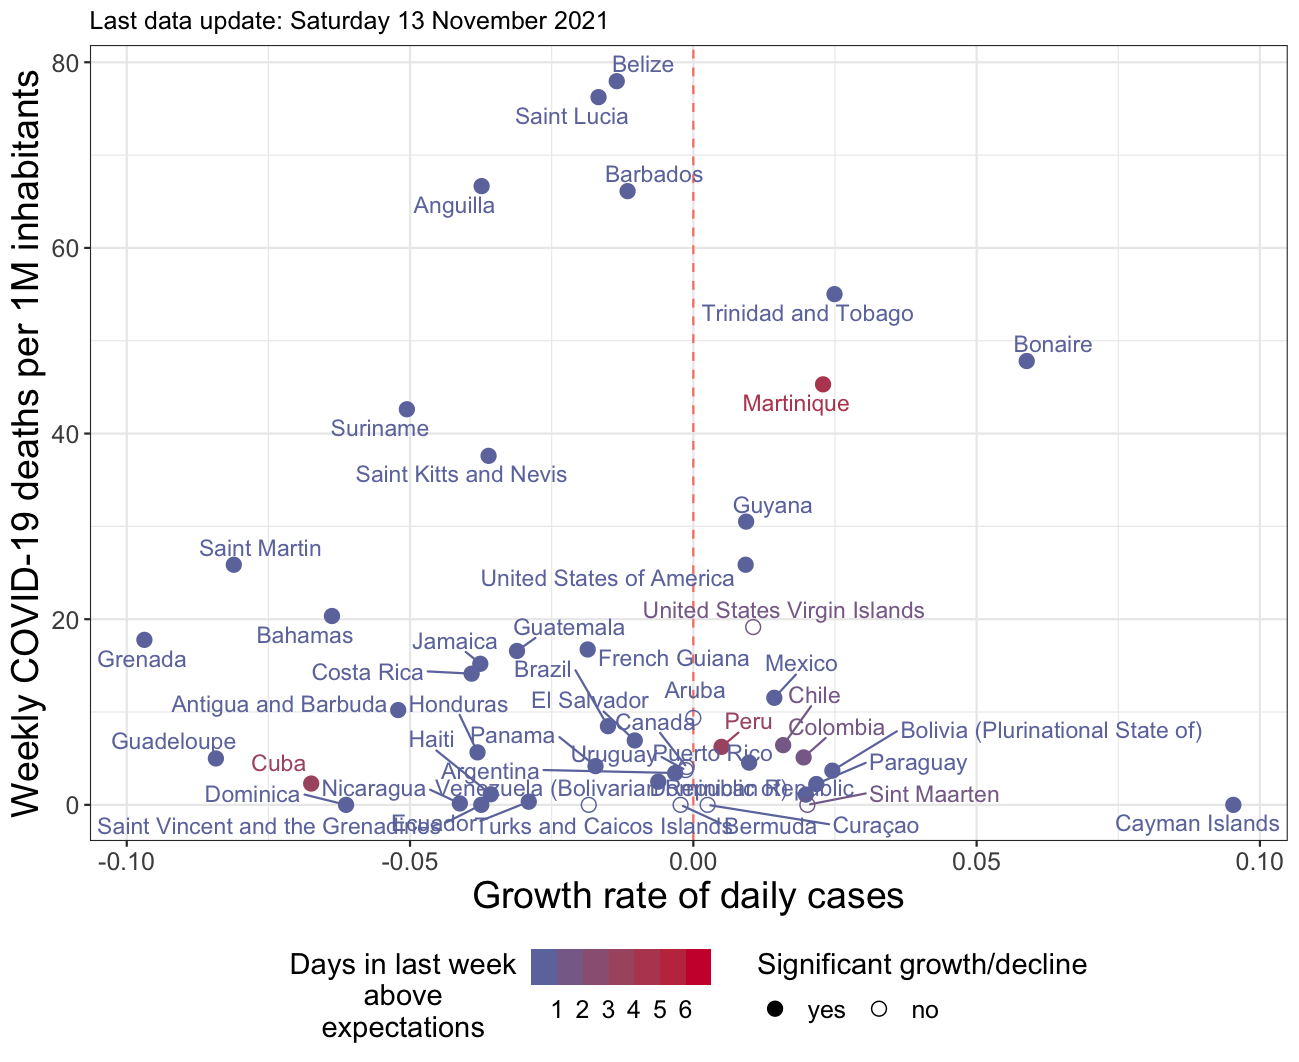 Last data update: Saturday 13 November 2021
Weekly COVID-19 deaths per 1M inhabitants
80
60
40
20
0
Belize
Saint Lucia
Barbados
Anguilla
Trinidad and Tobago
Bonaire
Martinique
Suriname
Saint Kitts and Nevis
Guyana
Saint Martin
United States of America
United States Virgin Islands
Bahamas
Guatemala
Jamaica
Grenada
French Guiana
Costa Rica
Brazil
Mexico
Aruba
Chile
Antigua and Barbuda
Honduras
El Salvador
Canada
Peru
Colombia
Bolivia (Plurinational State of)
Guadeloupe
Haiti
Panama
Uruguay
Puerto Rico
Cuba
Argentina
Paraguay
Dominica
Nicaragua
Venezuela (Bolivarian Republic of)
Republic
Sint Maarten
Saint Vincent and the Grenadines
Ecuador
Turks and Caicos Islands
Bermuda
Curaçao
Cayman Islands
-0.10
-0.05
0.00
0.05
0.10
Growth rate of daily cases
Days in last week
above
expectations
1 2 3 4 5 6
Significant growth/decline
yes
no